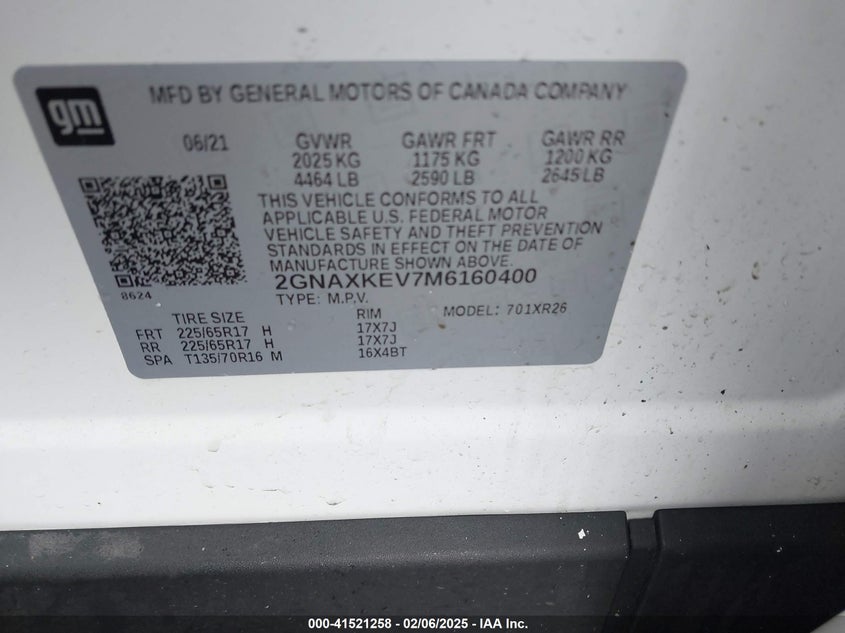 gm
MFD BY GENERAL MOTORS OF CANADA COMPANY
06/21 GVWR GAWR FRT GAWR RR
2025 KG 1175 KG 1200 KG
4464 LB 2590 LB 2645 LB
THIS VEHICLE CONFORMS TO ALL
APPLICABLE U.S. FEDERAL MOTOR
VEHICLE SAFETY AND THEFT PREVENTION
STANDARDS IN EFFECT ON THE DATE OF
MANUFACTURE SHOWN ABOVE.
8624
2GNAXKEV7M6160400
TYPE: M.P.V. MODEL: 701XR26
TIRE SIZE RIM
FRT 225/65R17 H 17X7J
RR 225/65R17 H 17X7J
SPA T135/70R16 M 16X4BT
000-41521258 - 02/06/2025 - IAA Inc.